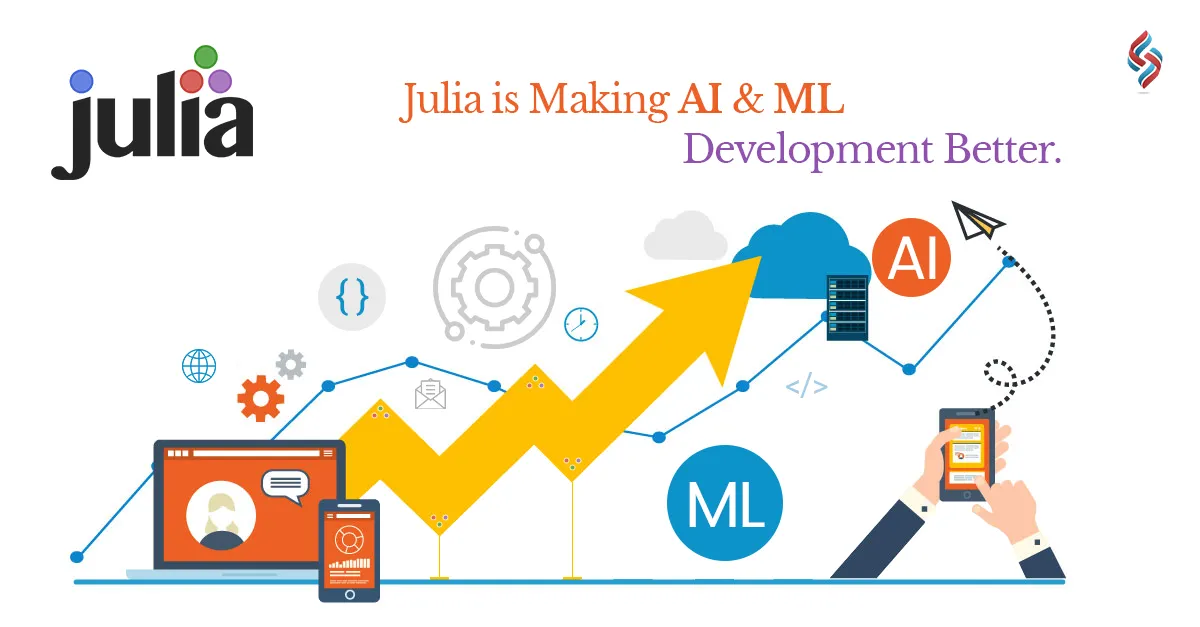 julia
Julia is Making AI & ML
Development Better.
AI
{ }
</>
ML